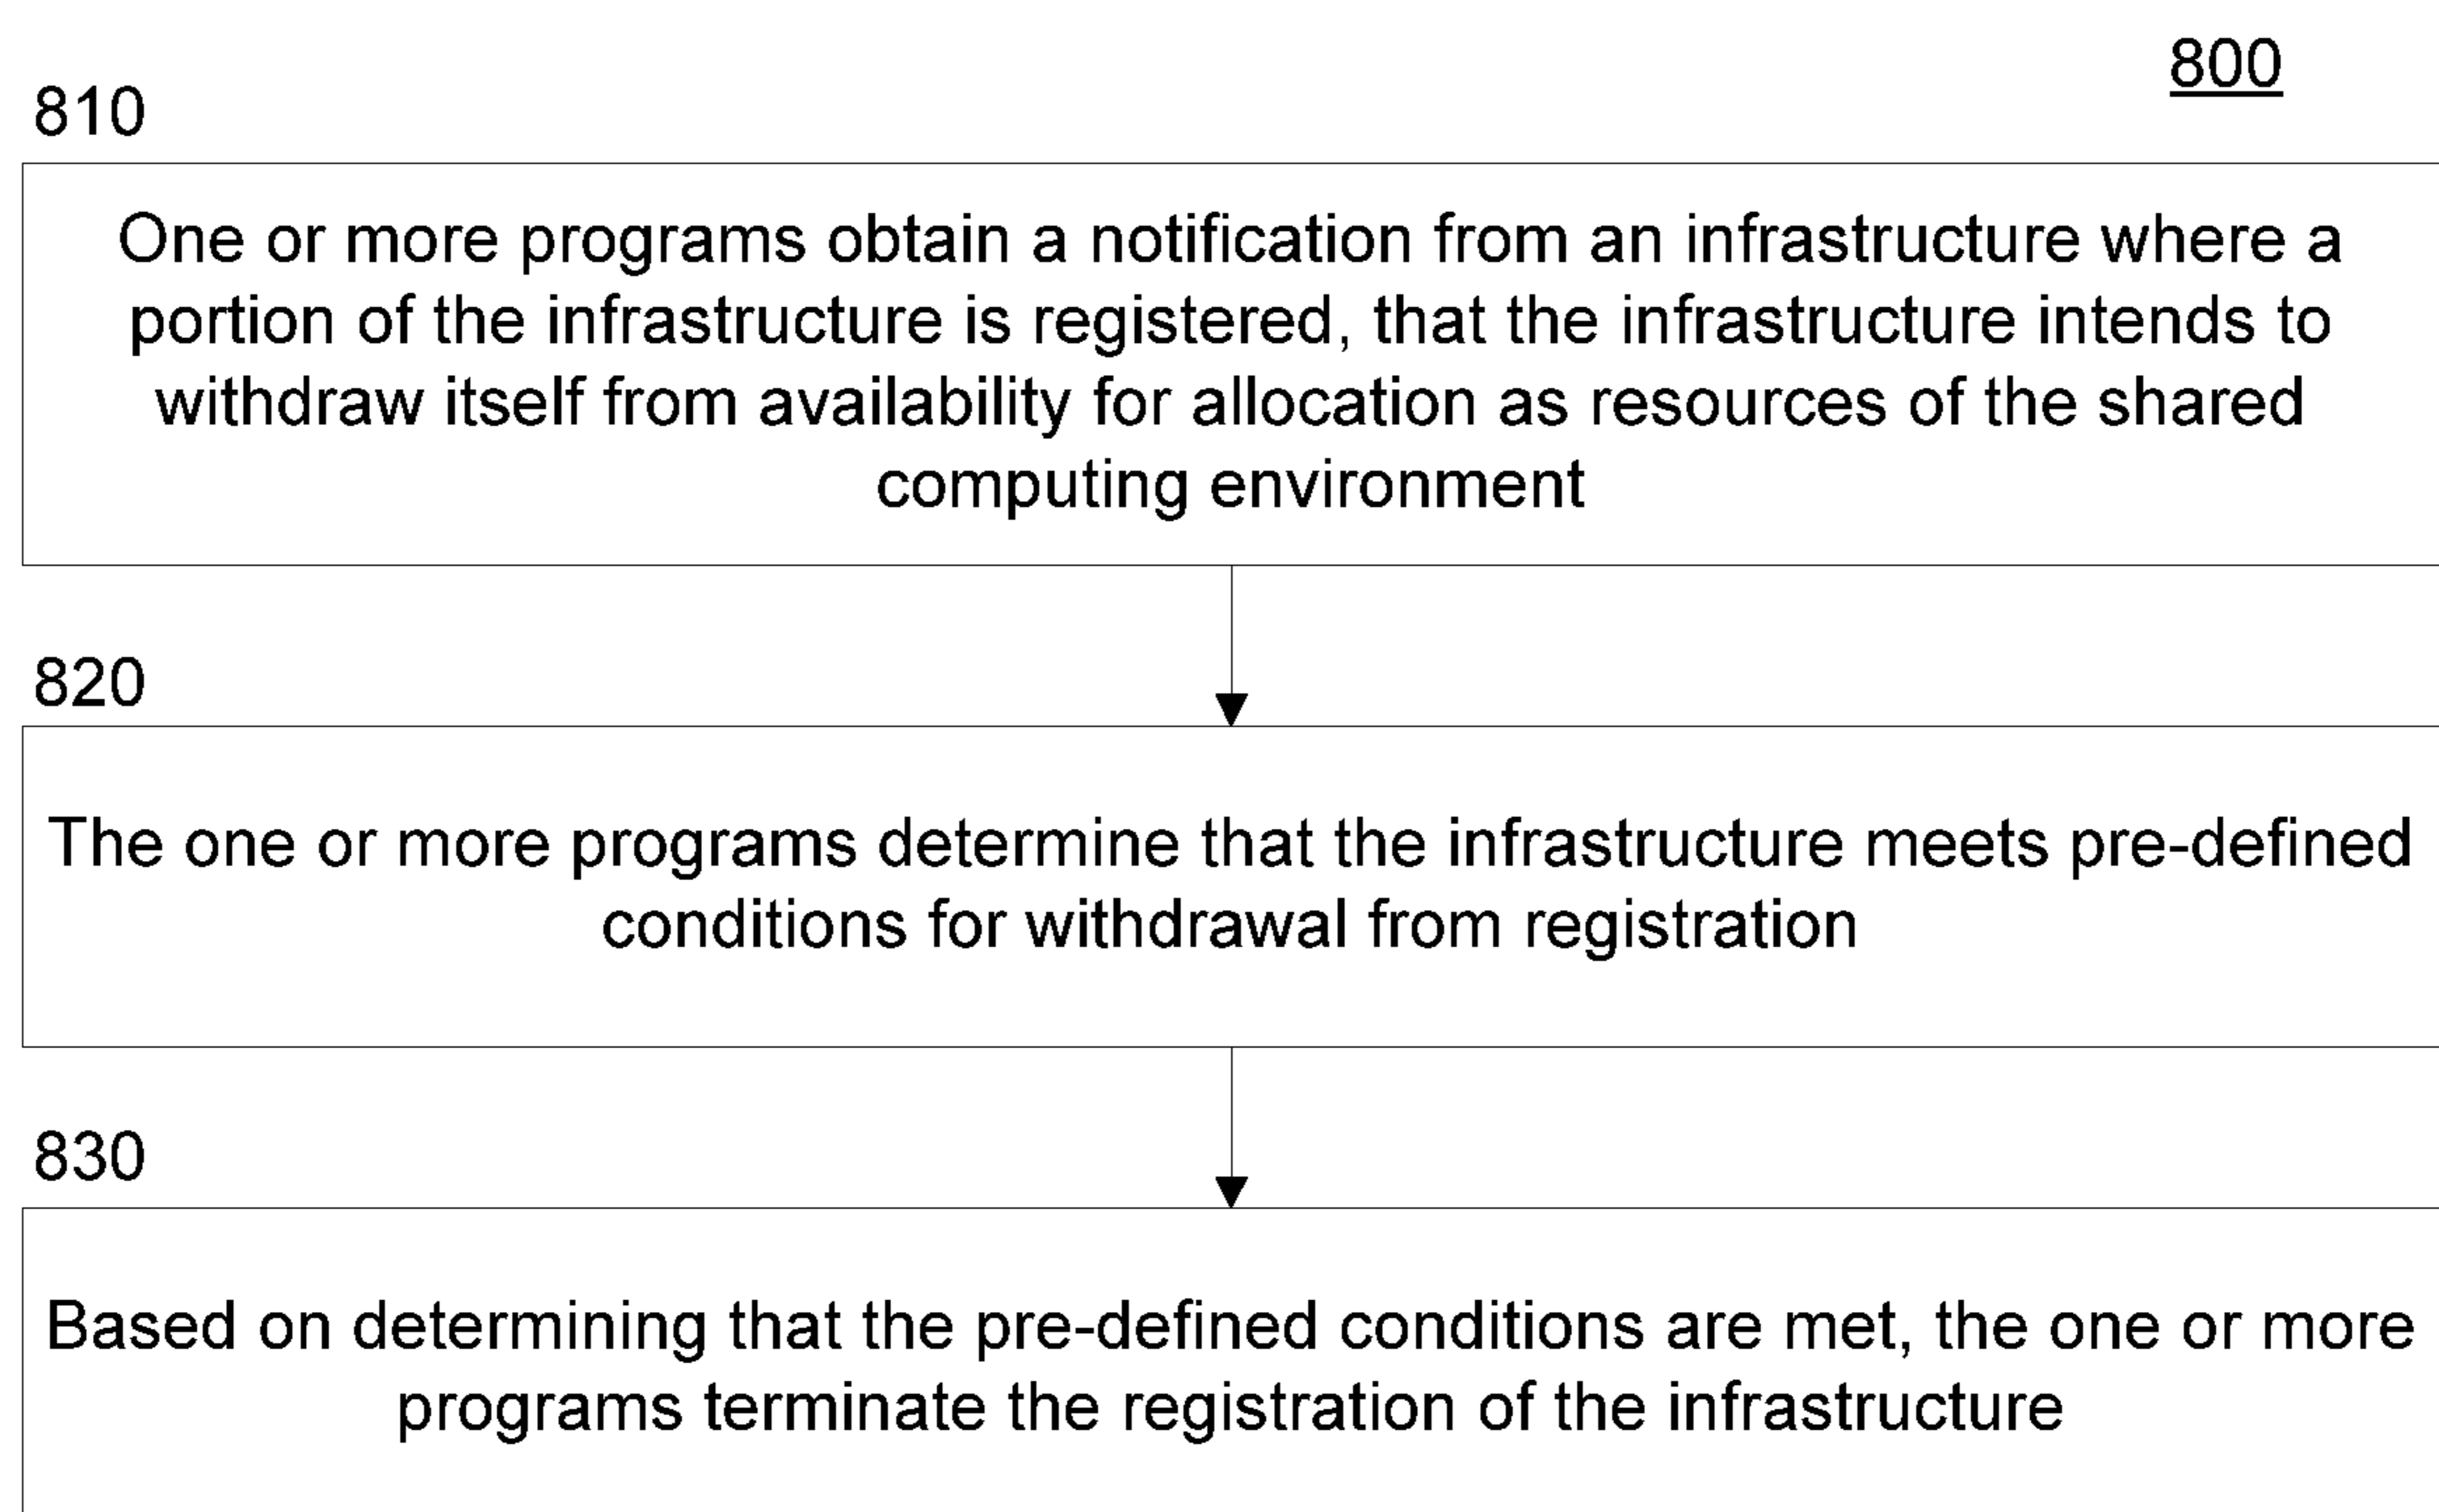 800
810
One or more programs obtain a notification from an infrastructure where a
portion of the infrastructure is registered, that the infrastructure intends to
withdraw itself from availability for allocation as resources of the shared
computing environment
820
The one or more programs determine that the infrastructure meets pre-defined
conditions for withdrawal from registration
830
Based on determining that the pre-defined conditions are met, the one or more
programs terminate the registration of the infrastructure